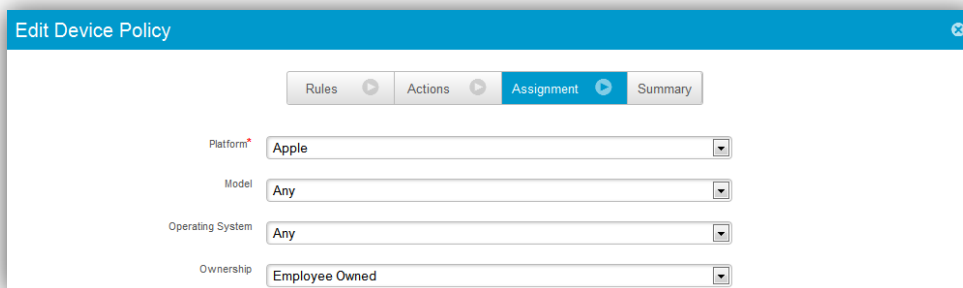 Edit Device Policy
Rules Actions Assignment Summary
Platform* Apple
Model Any
Operating System Any
Ownership Employee Owned